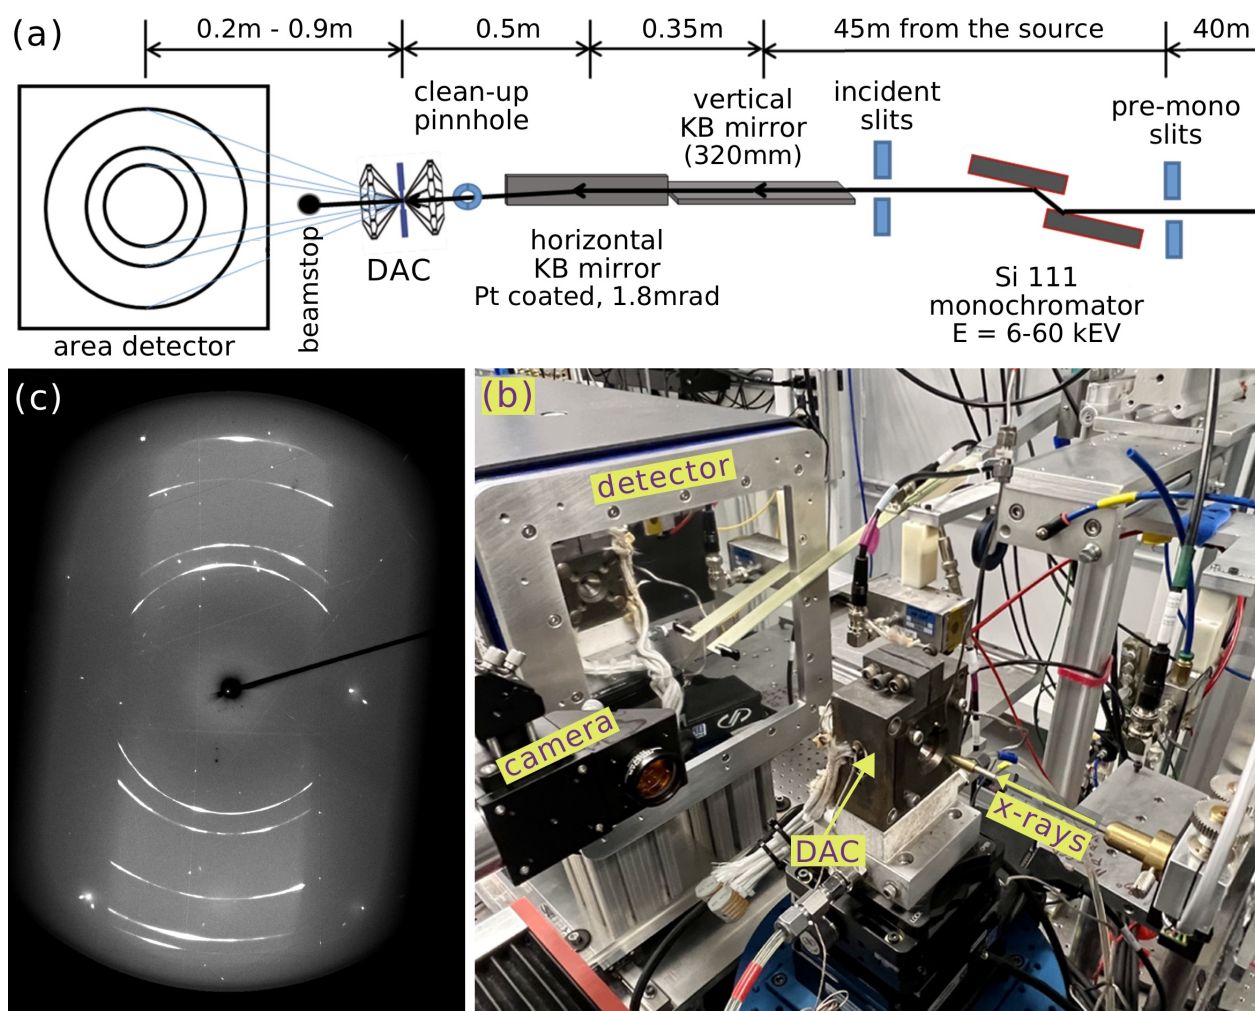 (a)
0.2m - 0.9m
0.5m
0.35m
45m from the source
40m
clean-up
pinnhole
vertical
KB mirror
(320mm)
incident
slits
pre-mono
slits
DAC
beamstop
horizontal
KB mirror
Pt coated, 1.8mrad
Si 111
monochromator
E = 6-60 kEV
area detector
(c)
(b)
detector
camera
DAC
x-rays
LOCK